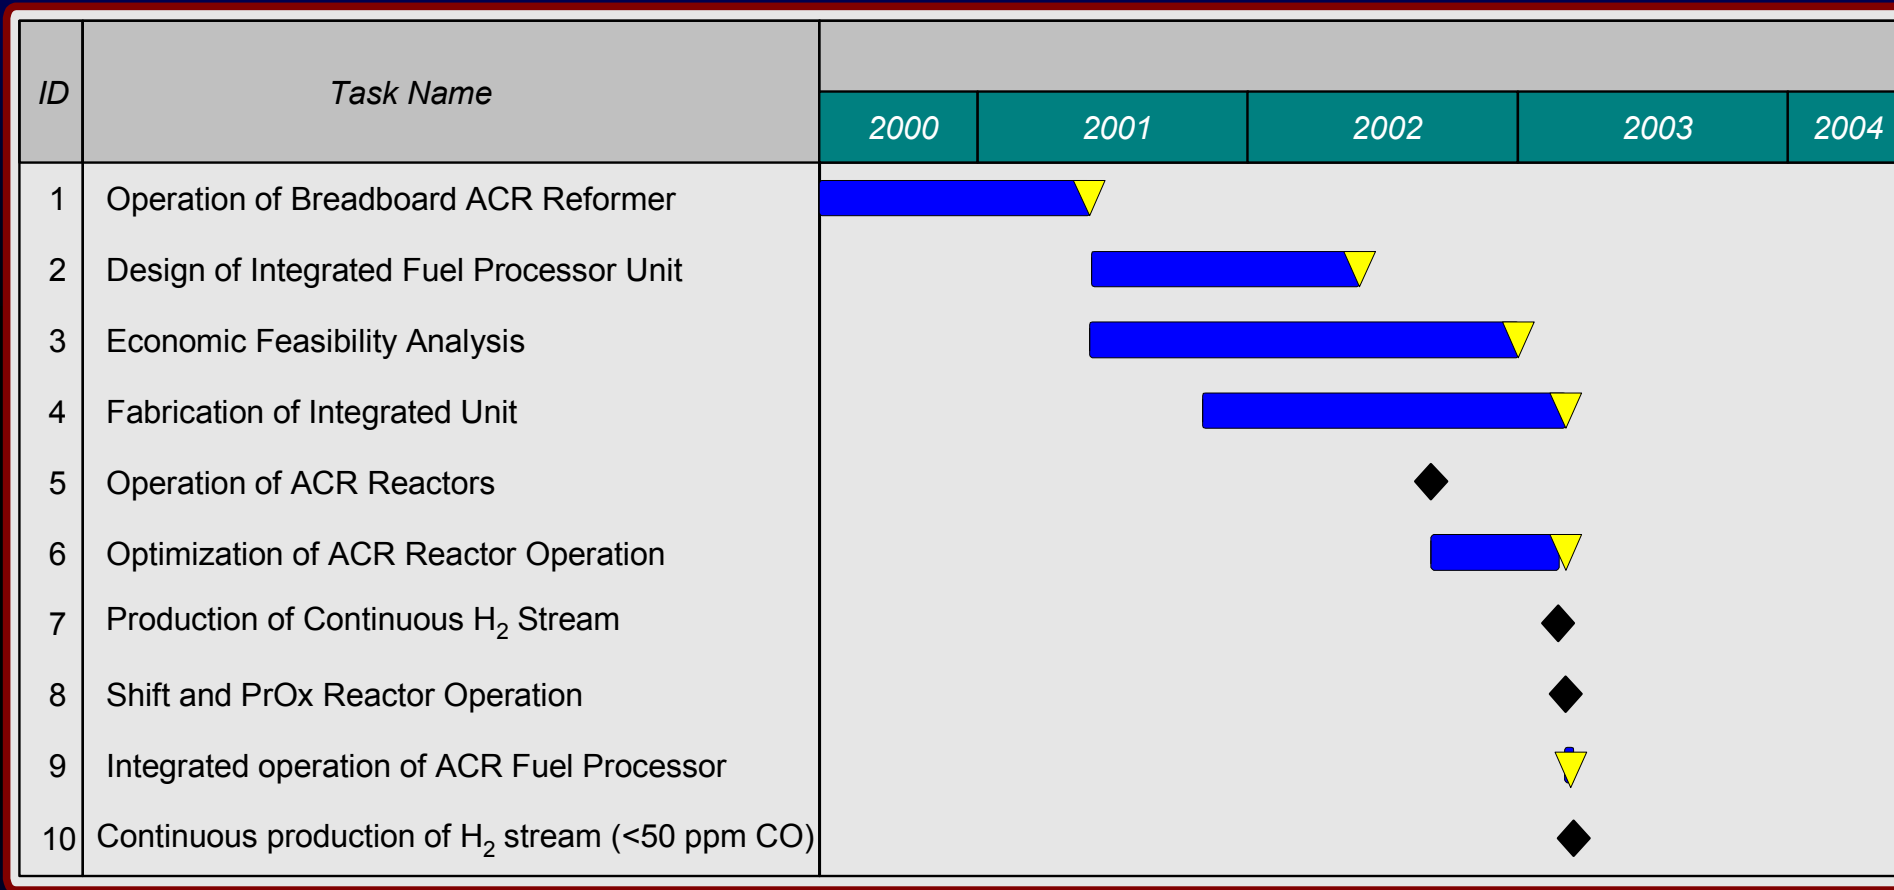 ID Task Name
2000 2001 2002 2003 2004
1 Operation of Breadboard ACR Reformer
2 Design of Integrated Fuel Processor Unit
3 Economic Feasibility Analysis
4 Fabrication of Integrated Unit
5 Operation of ACR Reactors
6 Optimization of ACR Reactor Operation
7 Production of Continuous H₂ Stream
8 Shift and PrOx Reactor Operation
9 Integrated operation of ACR Fuel Processor
10 Continuous production of H₂ stream (<50 ppm CO)